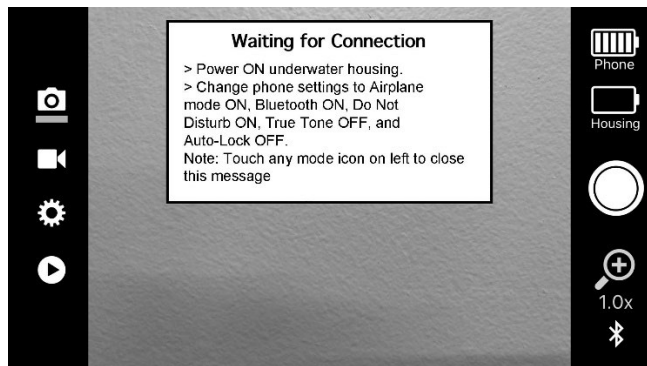 Waiting for Connection
> Power ON underwater housing.
> Change phone settings to Airplane
mode ON, Bluetooth ON, Do Not
Disturb ON, True Tone OFF, and
Auto-Lock OFF.
Note: Touch any mode icon on left to close
this message
Phone
Housing
1.0x